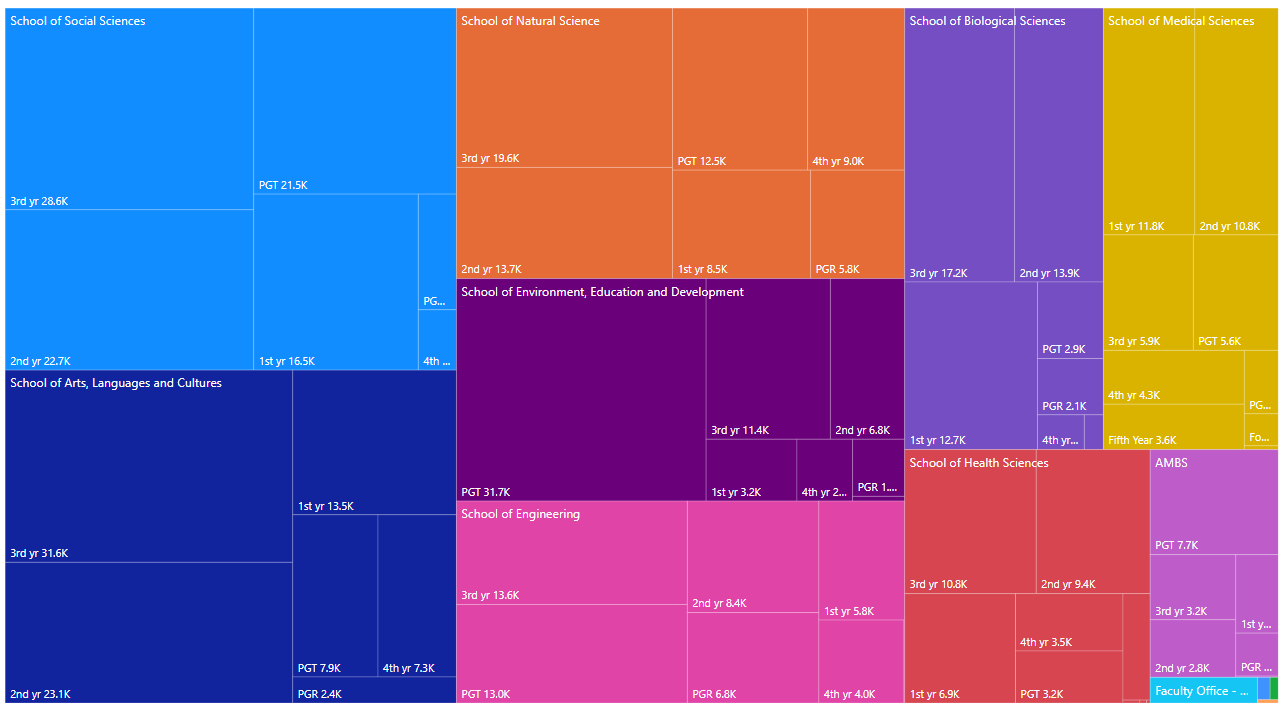 School of Social Sciences
3rd yr 28.6K
PGT 21.5K
2nd yr 22.7K
1st yr 16.5K
PG...
4th ...
School of Arts, Languages and Cultures
3rd yr 31.6K
1st yr 13.5K
2nd yr 23.1K
PGT 7.9K
4th yr 7.3K
PGR 2.4K
School of Natural Science
3rd yr 19.6K
PGT 12.5K
4th yr 9.0K
2nd yr 13.7K
1st yr 8.5K
PGR 5.8K
School of Environment, Education and Development
PGT 31.7K
3rd yr 11.4K
2nd yr 6.8K
1st yr 3.2K
4th yr 2...
PGR 1....
School of Engineering
3rd yr 13.6K
2nd yr 8.4K
1st yr 5.8K
PGT 13.0K
PGR 6.8K
4th yr 4.0K
School of Biological Sciences
3rd yr 17.2K
2nd yr 13.9K
1st yr 12.7K
PGT 2.9K
PGR 2.1K
4th yr...
School of Medical Sciences
1st yr 11.8K
2nd yr 10.8K
3rd yr 5.9K
PGT 5.6K
4th yr 4.3K
Fifth Year 3.6K
PG...
Fo...
School of Health Sciences
3rd yr 10.8K
2nd yr 9.4K
1st yr 6.9K
4th yr 3.5K
PGT 3.2K
AMBS
PGT 7.7K
3rd yr 3.2K
1st y...
2nd yr 2.8K
PGR ...
Faculty Office - ...